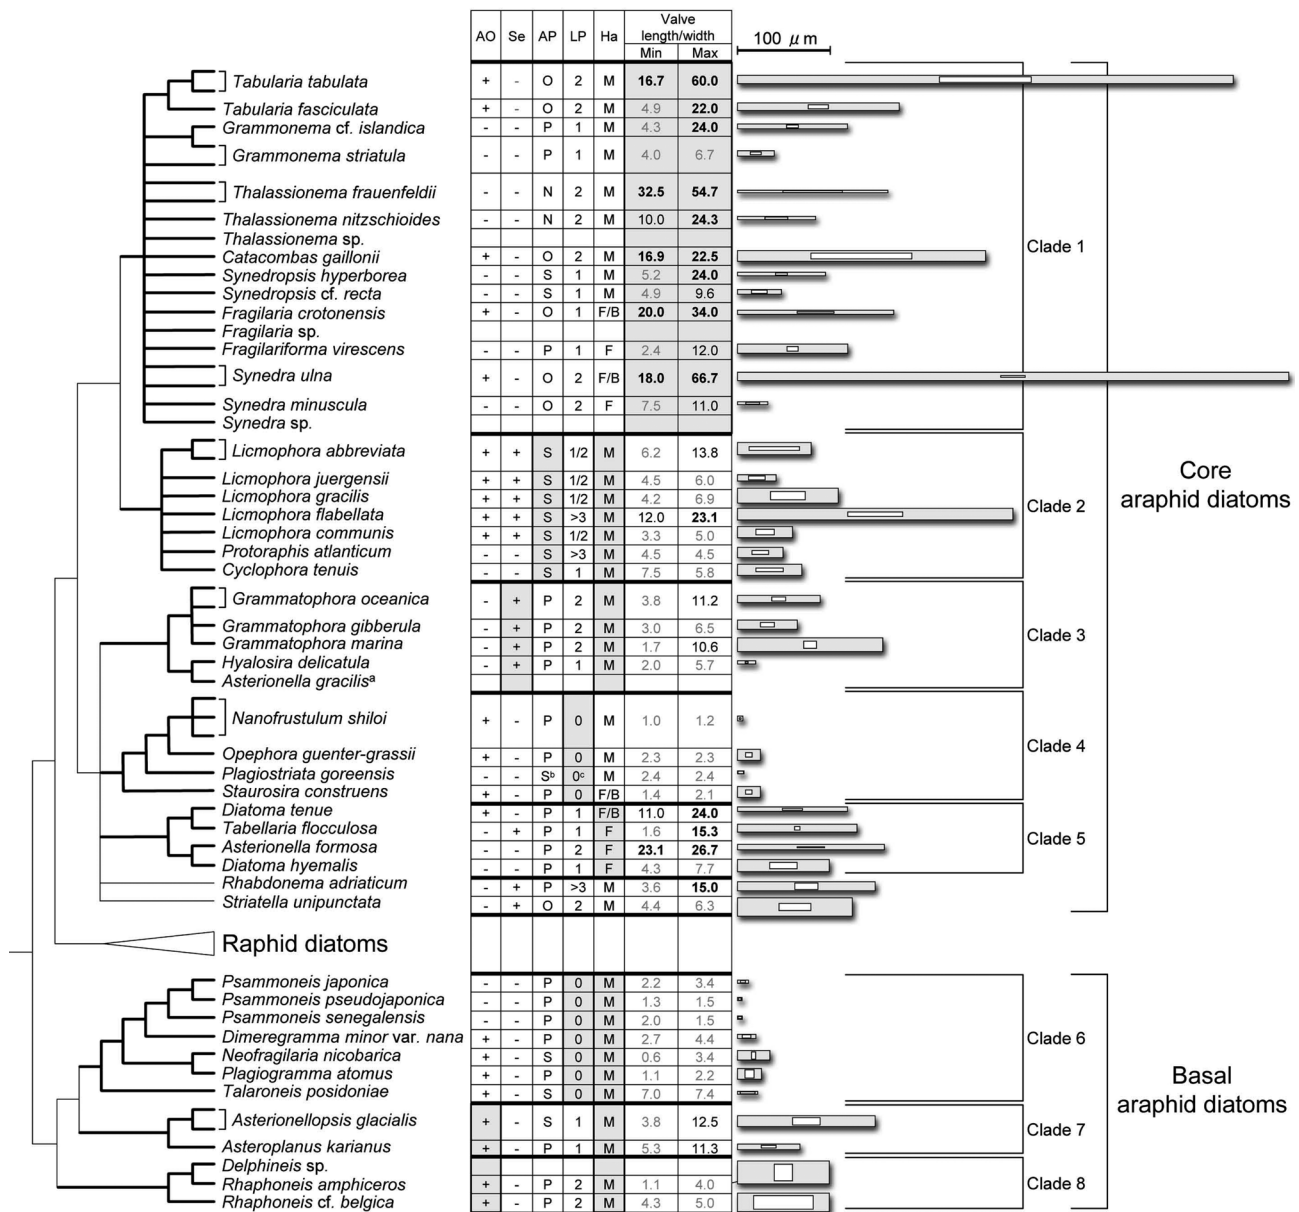 AO Se AP LP Ha Valve length/width
Min Max
100 μm
Tabularia tabulata + - O 2 M 16.7 60.0
Tabularia fasciculata + - O 2 M 4.9 22.0
Grammonema cf. islandica - - P 1 M 4.3 24.0
Grammonema striatula - - P 1 M 4.0 6.7
Thalassionema frauenfeldii - - N 2 M 32.5 54.7
Thalassionema nitzschioides - - N 2 M 10.0 24.3
Thalassionema sp.
Clade 1
Catacombas gaillonii + - O 2 M 16.9 22.5
Synedropsis hyperborea - - S 1 M 5.2 24.0
Synedropsis cf. recta - - S 1 M 4.9 9.6
Fragilaria crotonensis + - O 1 F/B 20.0 34.0
Fragilaria sp.
Fragilariforma virescens - - P 1 F 2.4 12.0
Synedra ulna + - O 2 F/B 18.0 66.7
Synedra minuscula - - O 2 F 7.5 11.0
Synedra sp.
Licmophora abbreviata + + S 1/2 M 6.2 13.8
Core araphid diatoms
Licmophora juergensii + + S 1/2 M 4.5 6.0
Licmophora gracilis + + S 1/2 M 4.2 6.9
Clade 2
Licmophora flabellata + + S >3 M 12.0 23.1
Licmophora communis + + S 1/2 M 3.3 5.0
Protoraphis atlanticum - - S >3 M 4.5 4.5
Cyclophora tenuis - - S 1 M 7.5 5.8
Grammatophora oceanica - + P 2 M 3.8 11.2
Grammatophora gibberula - + P 2 M 3.0 6.5
Clade 3
Grammatophora marina - + P 2 M 1.7 10.6
Hyalosira delicatula - + P 1 M 2.0 5.7
Asterionella gracilisa
Nanofrustulum shiloi + - P 0 M 1.0 1.2
Clade 4
Opephora guenter-grassii + - P 0 M 2.3 2.3
Plagiostriata goreensis - - Sb 0c M 2.4 2.4
Staurosira construens + - P 0 F/B 1.4 2.1
Diatoma tenue + - P 1 F/B 11.0 24.0
Tabellaria flocculosa - + P 1 F 1.6 15.3
Clade 5
Asterionella formosa - - P 2 F 23.1 26.7
Diatoma hyemalis - - P 1 F 4.3 7.7
Rhabdonema adriaticum - + P >3 M 3.6 15.0
Striatella unipunctata - + O 2 M 4.4 6.3
Raphid diatoms
Psammoneis japonica - - P 0 M 2.2 3.4
Psammoneis pseudojaponica - - P 0 M 1.3 1.5
Psammoneis senegalensis - - P 0 M 2.0 1.5
Dimeregramma minor var. nana + - P 0 M 2.7 4.4
Clade 6
Neofragilaria nicobarica + - S 0 M 0.6 3.4
Plagiogramma atomus + - P 0 M 1.1 2.2
Talaroneis posidoniae + - S 0 M 7.0 7.4
Basal araphid diatoms
Asterionellopsis glacialis + - S 1 M 3.8 12.5
Clade 7
Asteroplanus karianus + - P 1 M 5.3 11.3
Delphineis sp.
Rhaphoneis amphiceros + - P 2 M 1.1 4.0
Clade 8
Rhaphoneis cf. belgica + - P 2 M 4.3 5.0